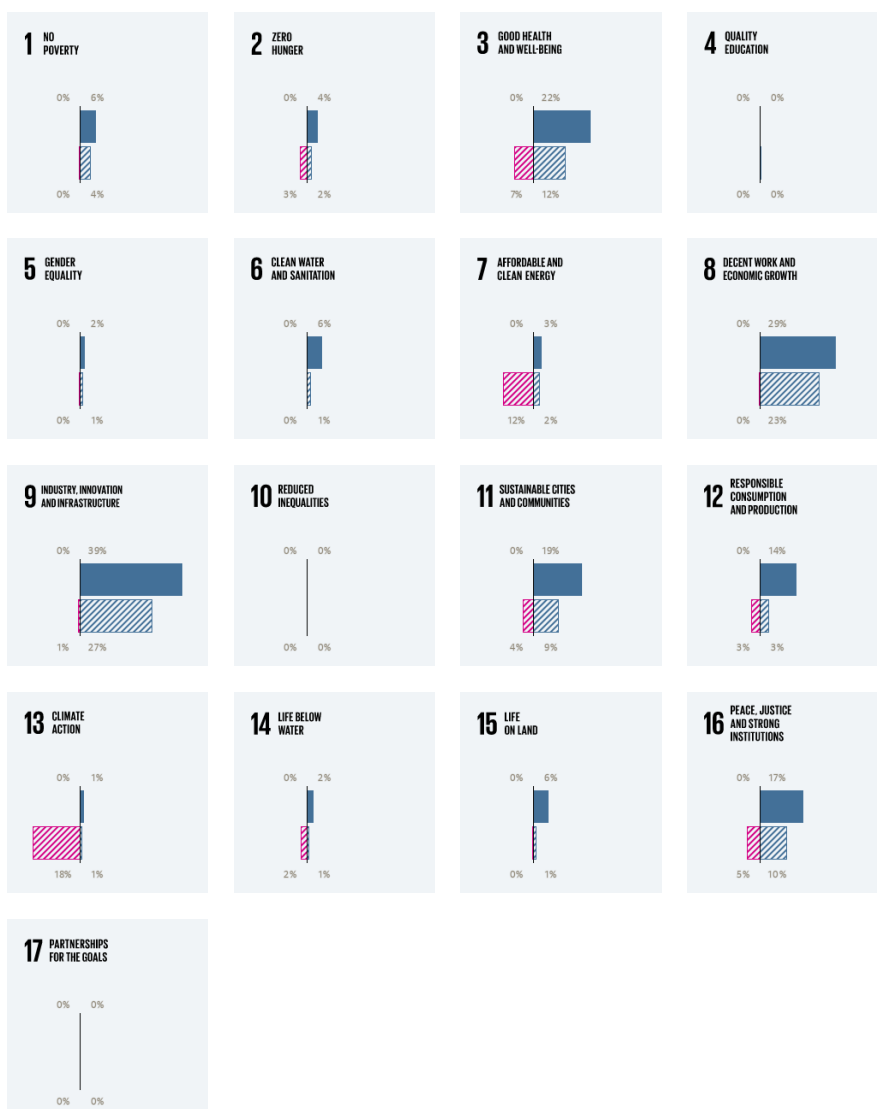 1 NO
POVERTY
0% 6%
0% 4%
2 ZERO
HUNGER
0% 4%
3% 2%
3 GOOD HEALTH
AND WELL-BEING
0% 22%
7% 12%
4 QUALITY
EDUCATION
0% 0%
0% 0%
5 GENDER
EQUALITY
0% 2%
0% 1%
6 CLEAN WATER
AND SANITATION
0% 6%
0% 1%
7 AFFORDABLE AND
CLEAN ENERGY
0% 3%
12% 2%
8 DECENT WORK AND
ECONOMIC GROWTH
0% 29%
0% 23%
9 INDUSTRY, INNOVATION
AND INFRASTRUCTURE
0% 39%
1% 27%
10 REDUCED
INEQUALITIES
0% 0%
0% 0%
11 SUSTAINABLE CITIES
AND COMMUNITIES
0% 19%
4% 9%
12 RESPONSIBLE
CONSUMPTION
AND PRODUCTION
0% 14%
3% 3%
13 CLIMATE
ACTION
0% 1%
18% 1%
14 LIFE BELOW
WATER
0% 2%
2% 1%
15 LIFE
ON LAND
0% 6%
0% 1%
16 PEACE, JUSTICE
AND STRONG
INSTITUTIONS
0% 17%
5% 10%
17 PARTNERSHIPS
FOR THE GOALS
0% 0%
0% 0%